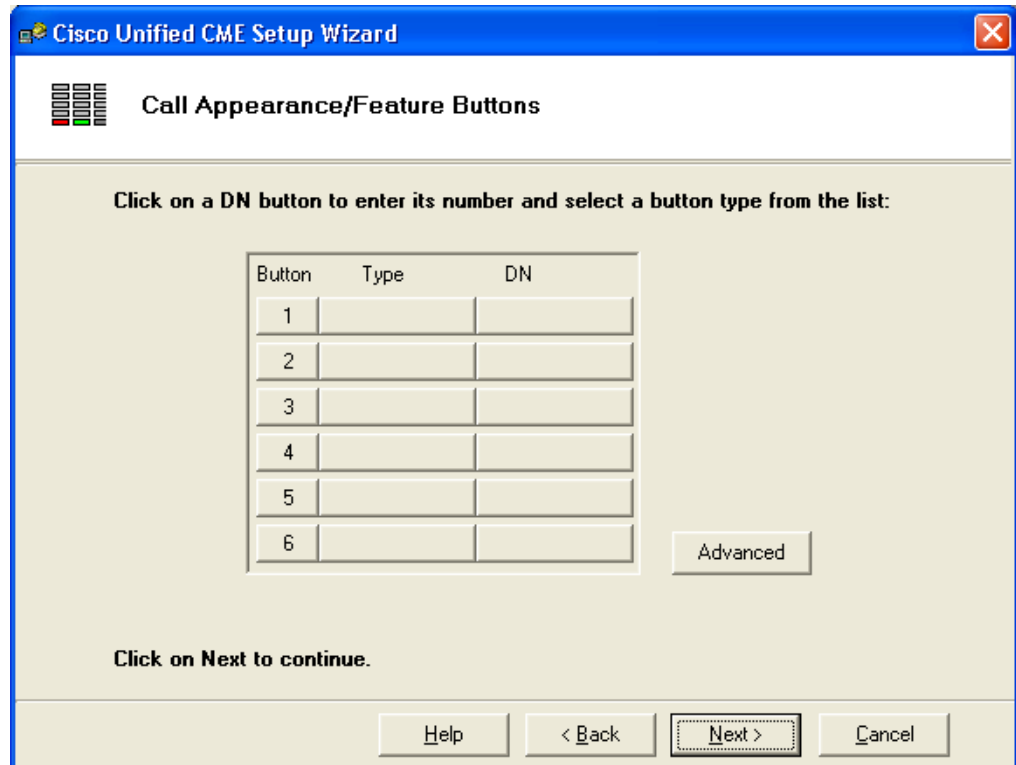 Cisco Unified CME Setup Wizard
Call Appearance/Feature Buttons
Click on a DN button to enter its number and select a button type from the list:
Button Type DN
1
2
3
4
5
6
Advanced
Click on Next to continue.
Help < Back Next > Cancel